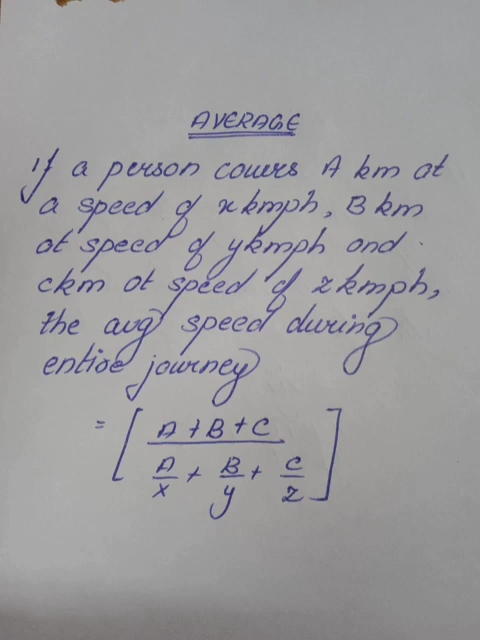 AVERAGE
If a person covers A km at
a speed of x kmph, B km
at speed of y kmph and
c km at speed of z kmph,
the avg speed during
entire journey
= [ A + B + C
A/x + B/y + C/z ]